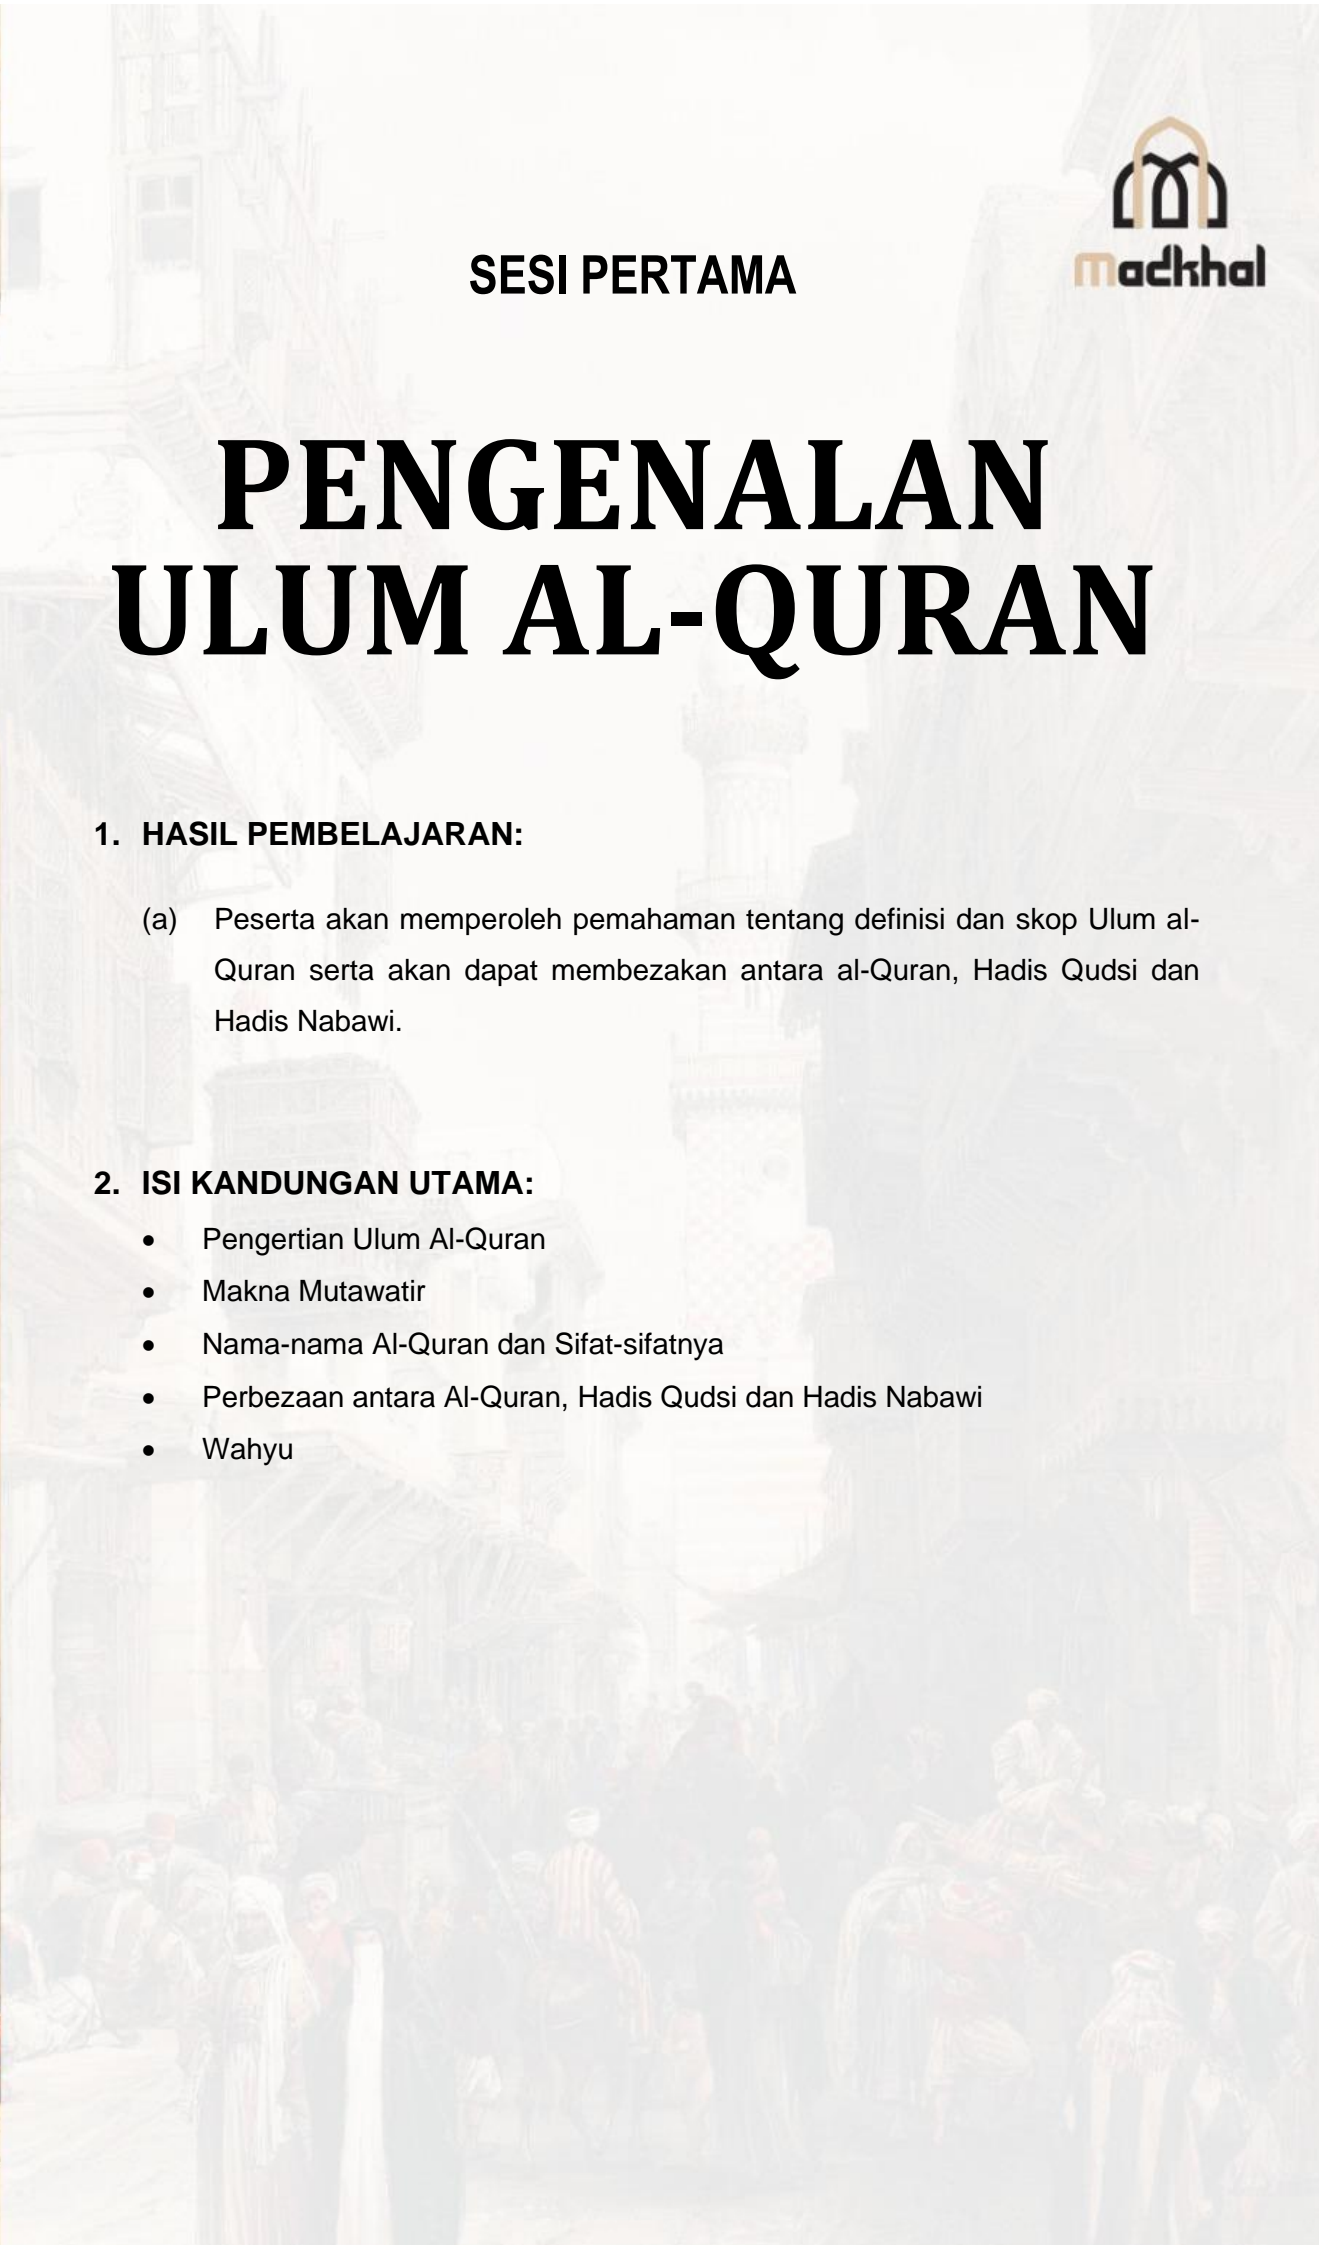 madkhal
SESI PERTAMA
PENGENALAN
ULUM AL-QURAN
1. HASIL PEMBELAJARAN:
(a) Peserta akan memperoleh pemahaman tentang definisi dan skop Ulum al-
Quran serta akan dapat membezakan antara al-Quran, Hadis Qudsi dan
Hadis Nabawi.
2. ISI KANDUNGAN UTAMA:
• Pengertian Ulum Al-Quran
• Makna Mutawatir
• Nama-nama Al-Quran dan Sifat-sifatnya
• Perbezaan antara Al-Quran, Hadis Qudsi dan Hadis Nabawi
• Wahyu